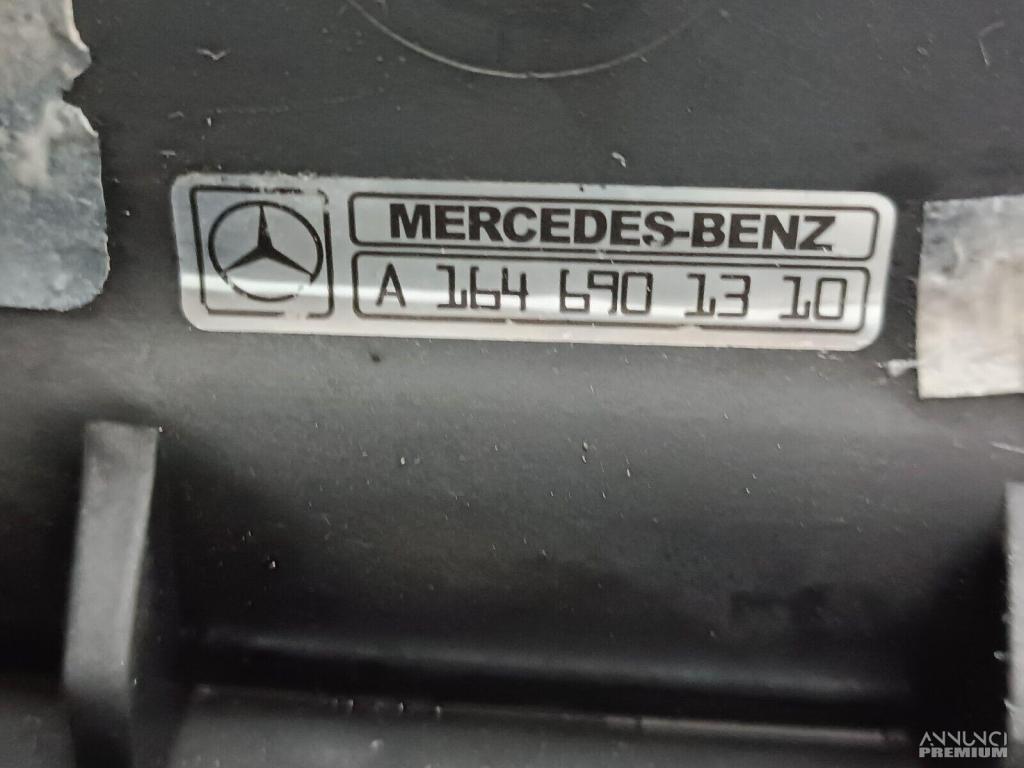 MERCEDES-BENZ
A 164 690 13 10
ANNUNCI
PREMIUM